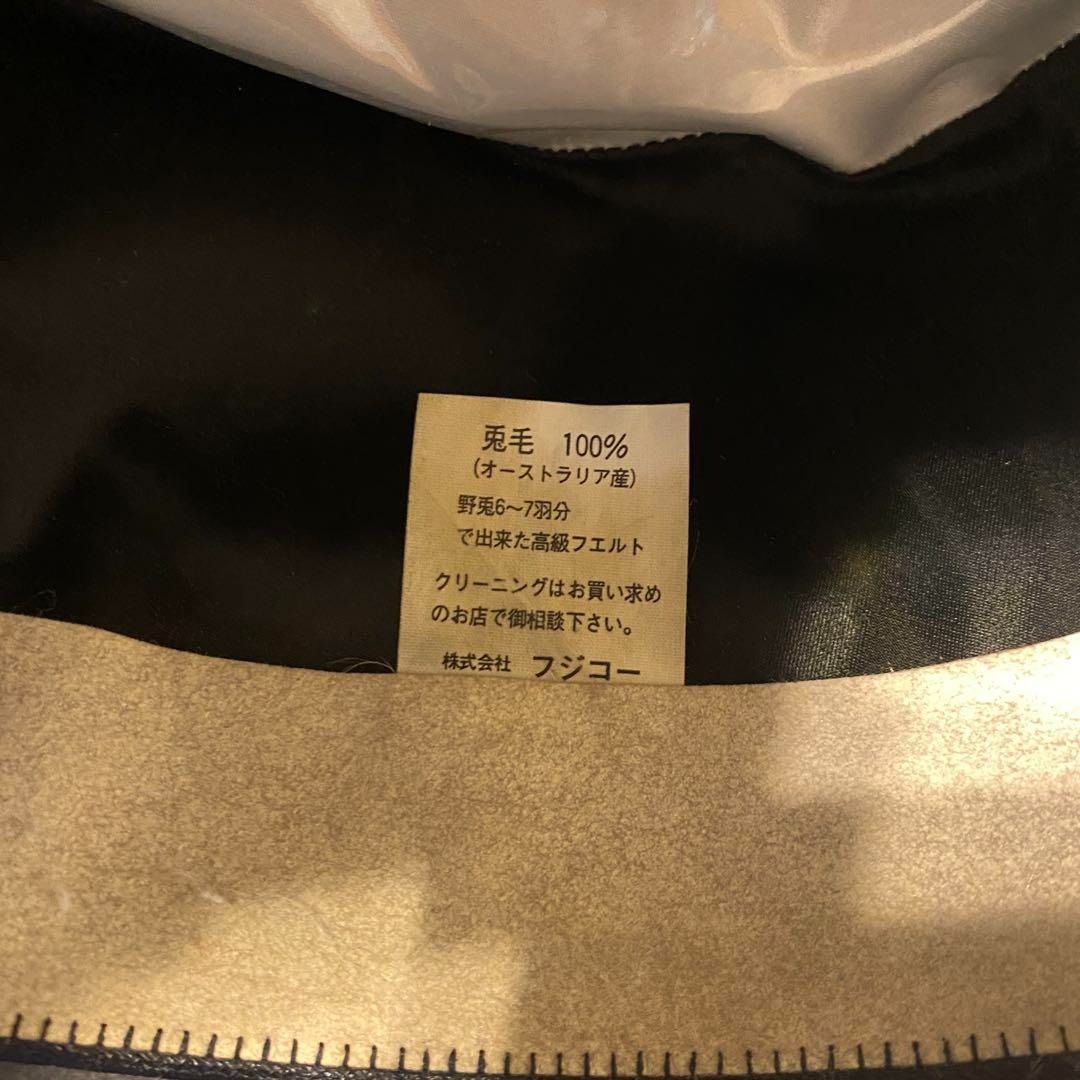 兎毛 100%
(オーストラリア産)
野兎6〜7羽分
で出来た高級フエルト
クリーニングはお買い求め
のお店で御相談下さい。
株式会社 フジコー